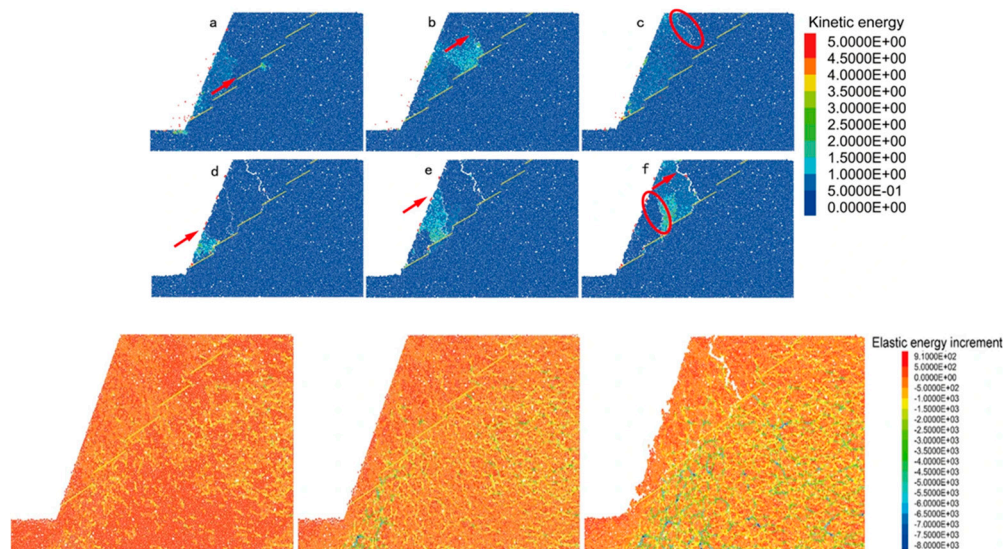 a
b
c
Kinetic energy
5.0000E+00
4.5000E+00
4.0000E+00
3.5000E+00
3.0000E+00
2.5000E+00
2.0000E+00
1.5000E+00
1.0000E+00
5.0000E-01
0.0000E+00
d
e
f
Elastic energy increment
9.1000E+02
5.0000E+02
0.0000E+00
-5.0000E+02
-1.0000E+03
-1.5000E+03
-2.0000E+03
-2.5000E+03
-3.0000E+03
-3.5000E+03
-4.0000E+03
-4.5000E+03
-5.0000E+03
-5.5000E+03
-6.0000E+03
-6.5000E+03
-7.0000E+03
-7.5000E+03
-8.0000E+03